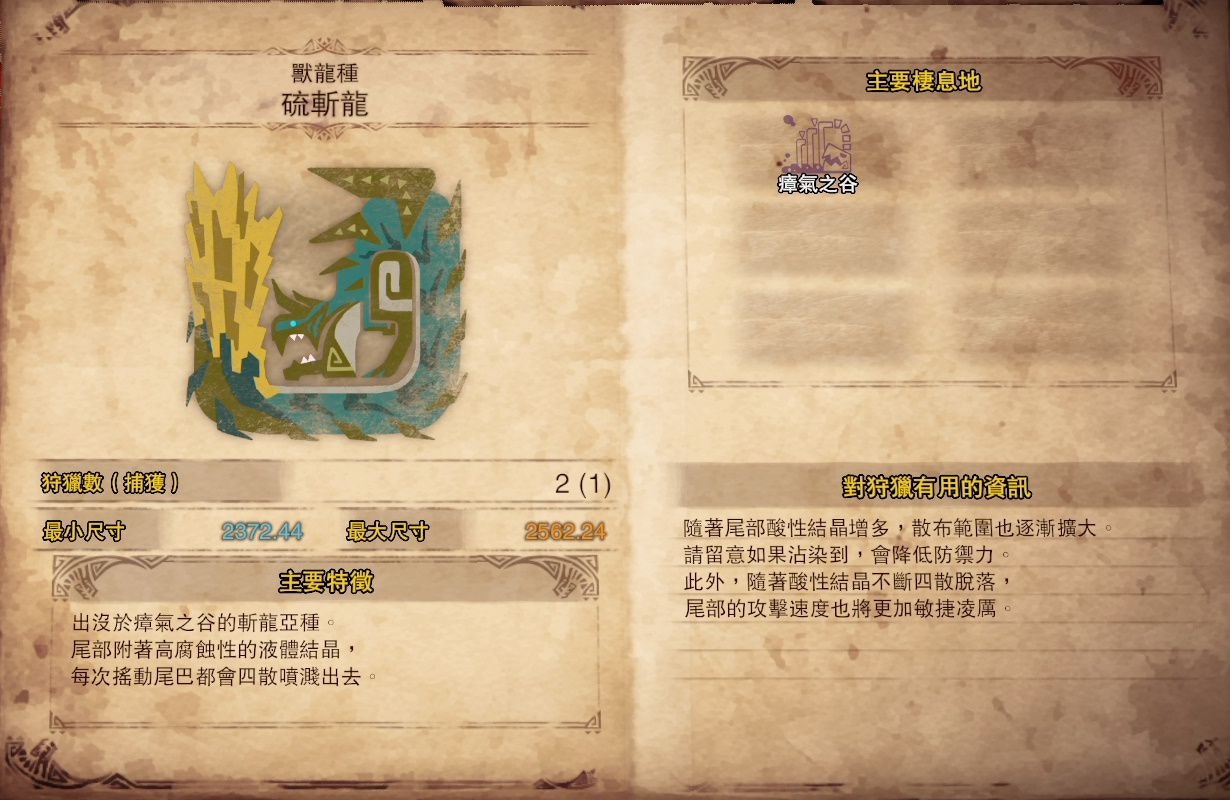 獸龍種
硫斬龍
狩獵數(捕獲)
2 (1)
最小尺寸 2372.44 最大尺寸 2562.24
主要特徵
出沒於瘴氣之谷的斬龍亞種。
尾部附著高腐蝕性的液體結晶，
每次搖動尾巴都會四散噴濺出去。
主要棲息地
瘴氣之谷
對狩獵有用的資訊
隨著尾部酸性結晶增多，散布範圍也逐漸擴大。
請留意如果沾染到，會降低防禦力。
此外，隨著酸性結晶不斷四散脫落，
尾部的攻擊速度也將更加敏捷凌厲。